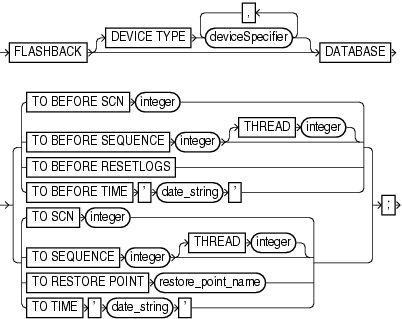 ,
FLASHBACK DEVICE TYPE deviceSpecifier DATABASE
TO BEFORE SCN integer
TO BEFORE SEQUENCE integer THREAD integer
TO BEFORE RESETLOGS
TO BEFORE TIME ' date_string '
;
TO SCN integer
TO SEQUENCE integer THREAD integer
TO RESTORE POINT restore_point_name
TO TIME ' date_string '